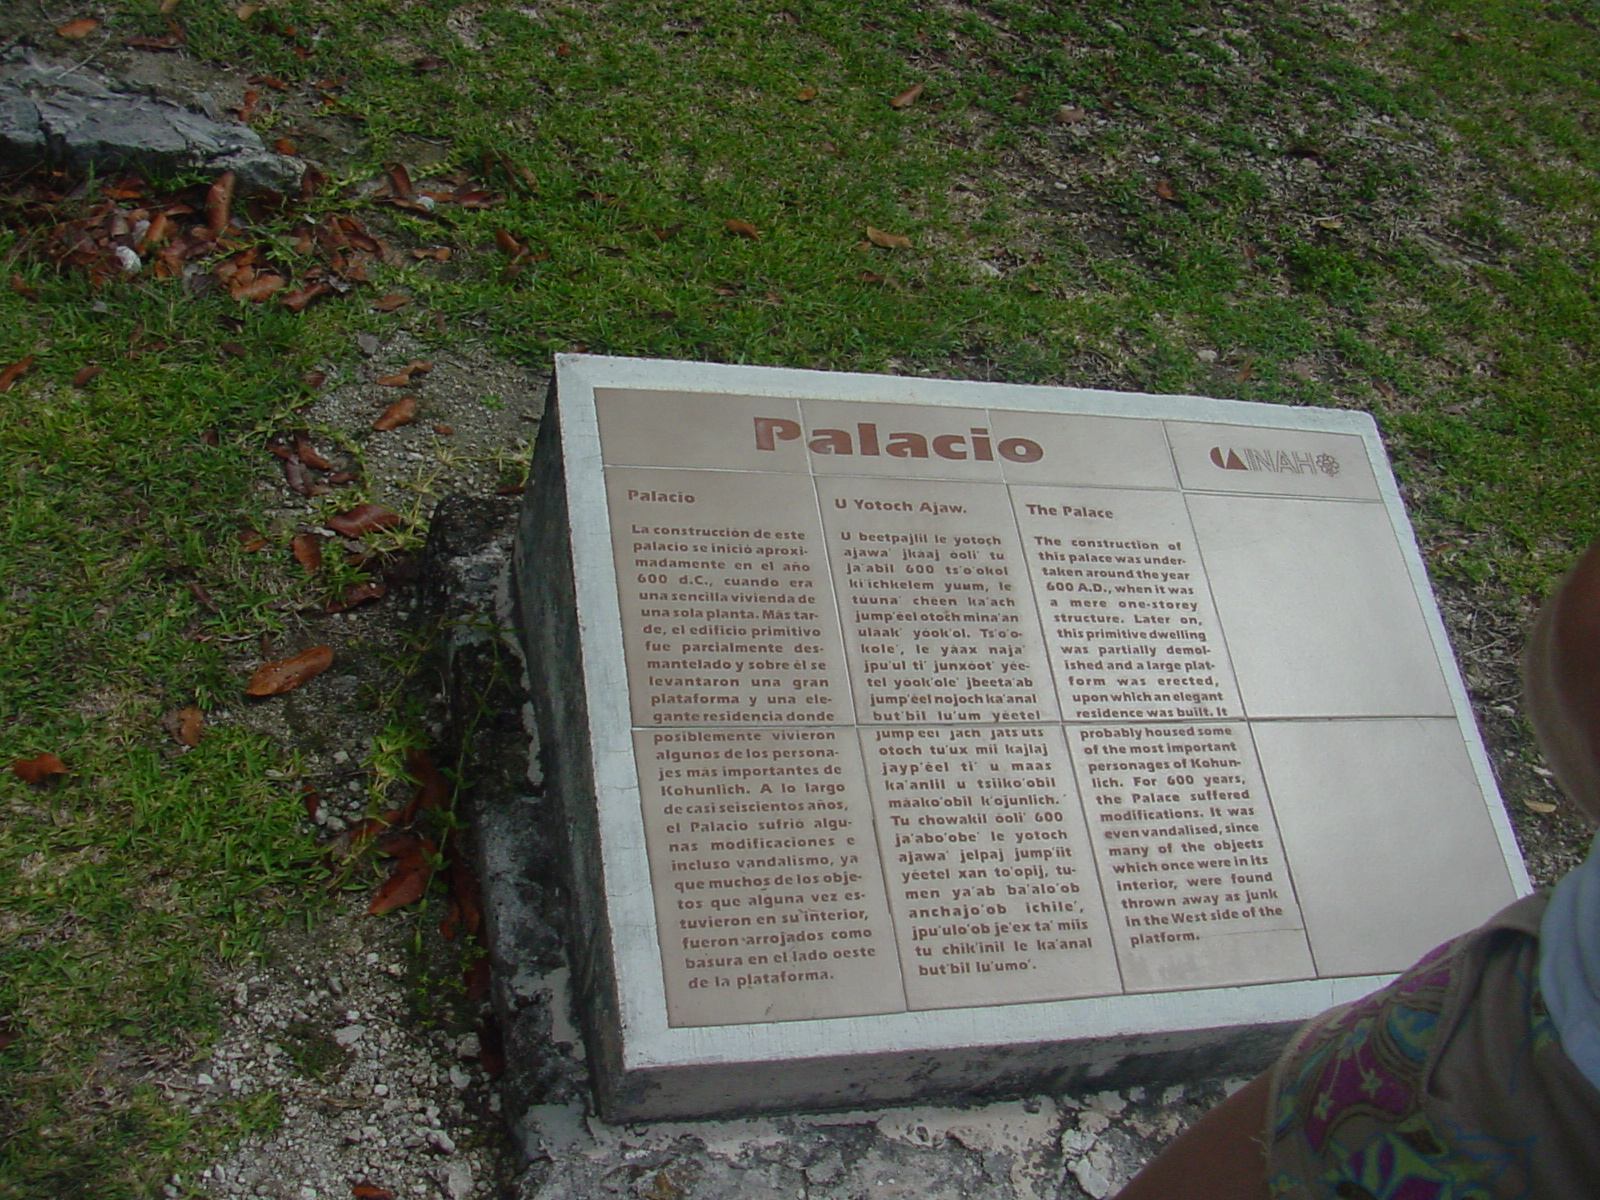 Palacio
INAH
Palacio
La construcción de este
palacio se inició aproxi-
madamente en el año
600 d.C., cuando era
una sencilla vivienda de
una sola planta. Más tar-
de, el edificio primitivo
fue parcialmente des-
mantelado y sobre él se
levantaron una gran
plataforma y una ele-
gante residencia donde
posiblemente vivieron
algunos de los persona-
jes más importantes de
Kohunlich. A lo largo
de casi seiscientos años,
el Palacio sufrió algu-
nas modificaciones e
incluso vandalismo, ya
que muchos de los obje-
tos que alguna vez es-
tuvieron en su interior,
fueron arrojados como
basura en el lado oeste
de la plataforma.
U Yotoch Ajaw.
U beetpajlil le yotoch
ajawa' jkáaj óoli' tu
ja'abil 600 ts'o'okol
ki'ichkelem yuum, le
túuna' chéen ka'ach
jump'éel otoch mina'an
ulaak' yóok'ol. Ts'o'o-
kole', le yáax naja'
jpu'ul ti' junxóot' yée-
tel yóok'ole' jbeeta'ab
jump'éel nojoch ka'anal
but'bil lu'um yéetel
jump'éel jach jats'uts
otoch tu'ux mii kajlaj
jayp'éel ti' u maas
ka'anlil u tsiiko'obil
máako'obil k'ojunlich.
Tu chowakil óoli' 600
ja'abo'obe' le yotoch
ajawa' jelpaj jump'iit
yéetel xan to'opij, tu-
men ya'ab ba'alo'ob
anchajo'ob ichile',
jpu'ulo'ob je'ex ta' miis
tu chik'inil le ka'anal
but'bil lu'umo'.
The Palace
The construction of
this palace was under-
taken around the year
600 A.D., when it was
a mere one-storey
structure. Later on,
this primitive dwelling
was partially demol-
ished and a large plat-
form was erected,
upon which an elegant
residence was built. It
probably housed some
of the most important
personages of Kohun-
lich. For 600 years,
the Palace suffered
modifications. It was
even vandalised, since
many of the objects
which once were in its
interior, were found
thrown away as junk
in the West side of the
platform.